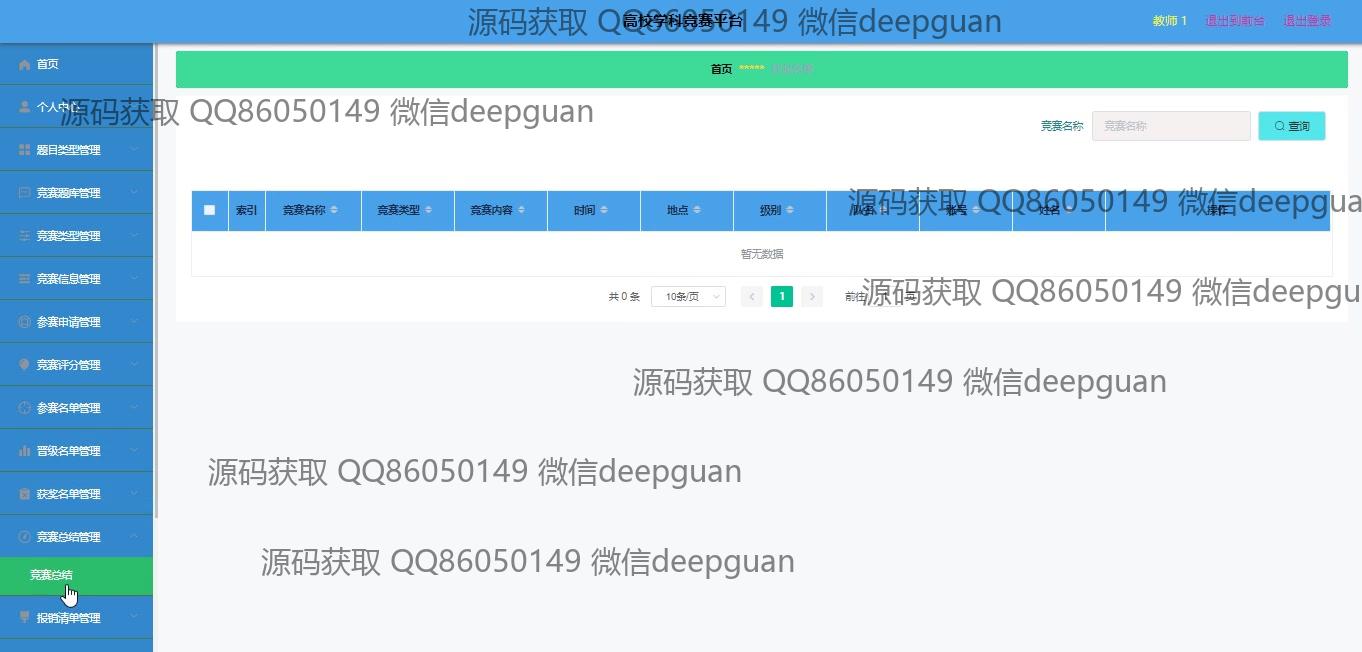 高校学科竞赛平台
源码获取 QQ86050149 微信deepguan
教师 1 退出到前台 退出登录
首页
首页 *****
个人中心
源码获取 QQ86050149 微信deepguan
竞赛名称 竞赛名称 查询
题目类型管理
竞赛题库管理
源码获取 QQ86050149 微信deepgua
索引 竞赛名称 竞赛类型 竞赛内容 时间 地点 级别 账号 姓名 操作
竞赛类型管理
暂无数据
竞赛信息管理
共 0 条 10条/页 1 前往 页
源码获取 QQ86050149 微信deepgu
参赛申请管理
竞赛评分管理
源码获取 QQ86050149 微信deepguan
参赛名单管理
晋级名单管理
源码获取 QQ86050149 微信deepguan
获奖名单管理
竞赛总结管理
源码获取 QQ86050149 微信deepguan
竞赛总结
报销清单管理